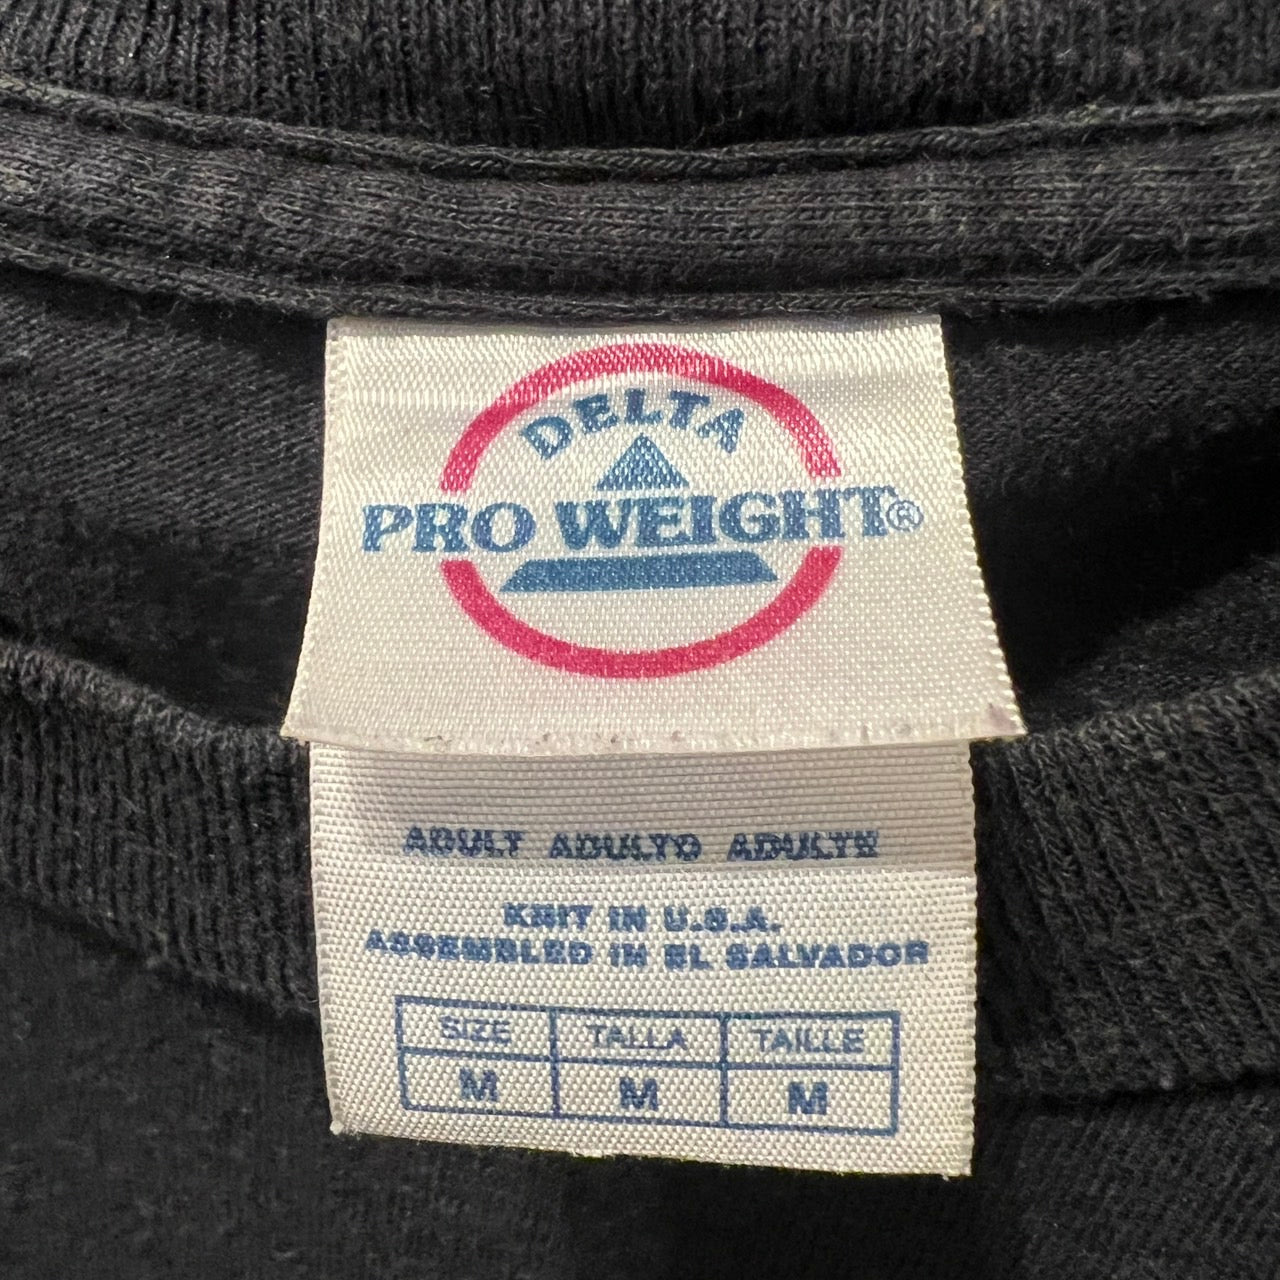 DELTA
PRO WEIGHT®
ADULT ADULTO ADULTE
KNIT IN U.S.A.
ASSEMBLED IN EL SALVADOR
SIZE TALLA TAILLE
M M M